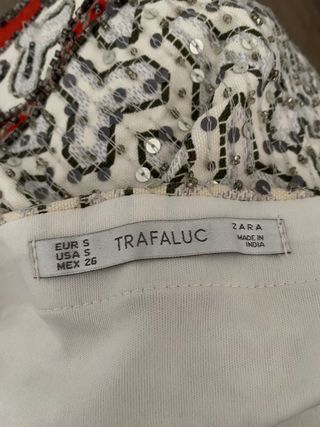 EUR S
USA S
MEX 26
TRAFALUC
ZARA
MADE IN
INDIA